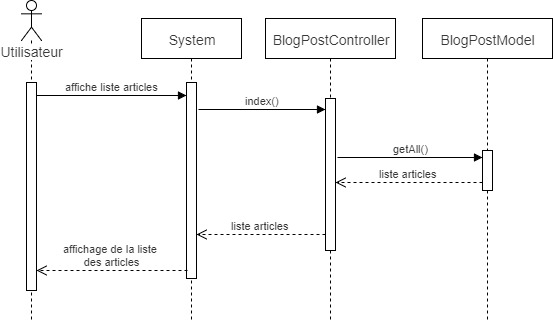 Utilisateur
System
BlogPostController
BlogPostModel
affiche liste articles
index()
getAll()
liste articles
liste articles
affichage de la liste
des articles